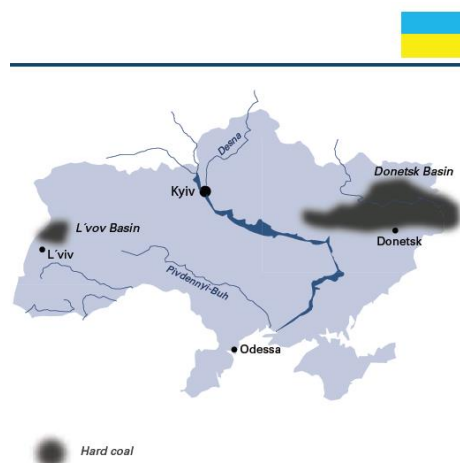 Desna
Donetsk Basin
Kyiv
L´vov Basin
Donetsk
L´viv
Pivdennyi-Buh
Odessa
Hard coal